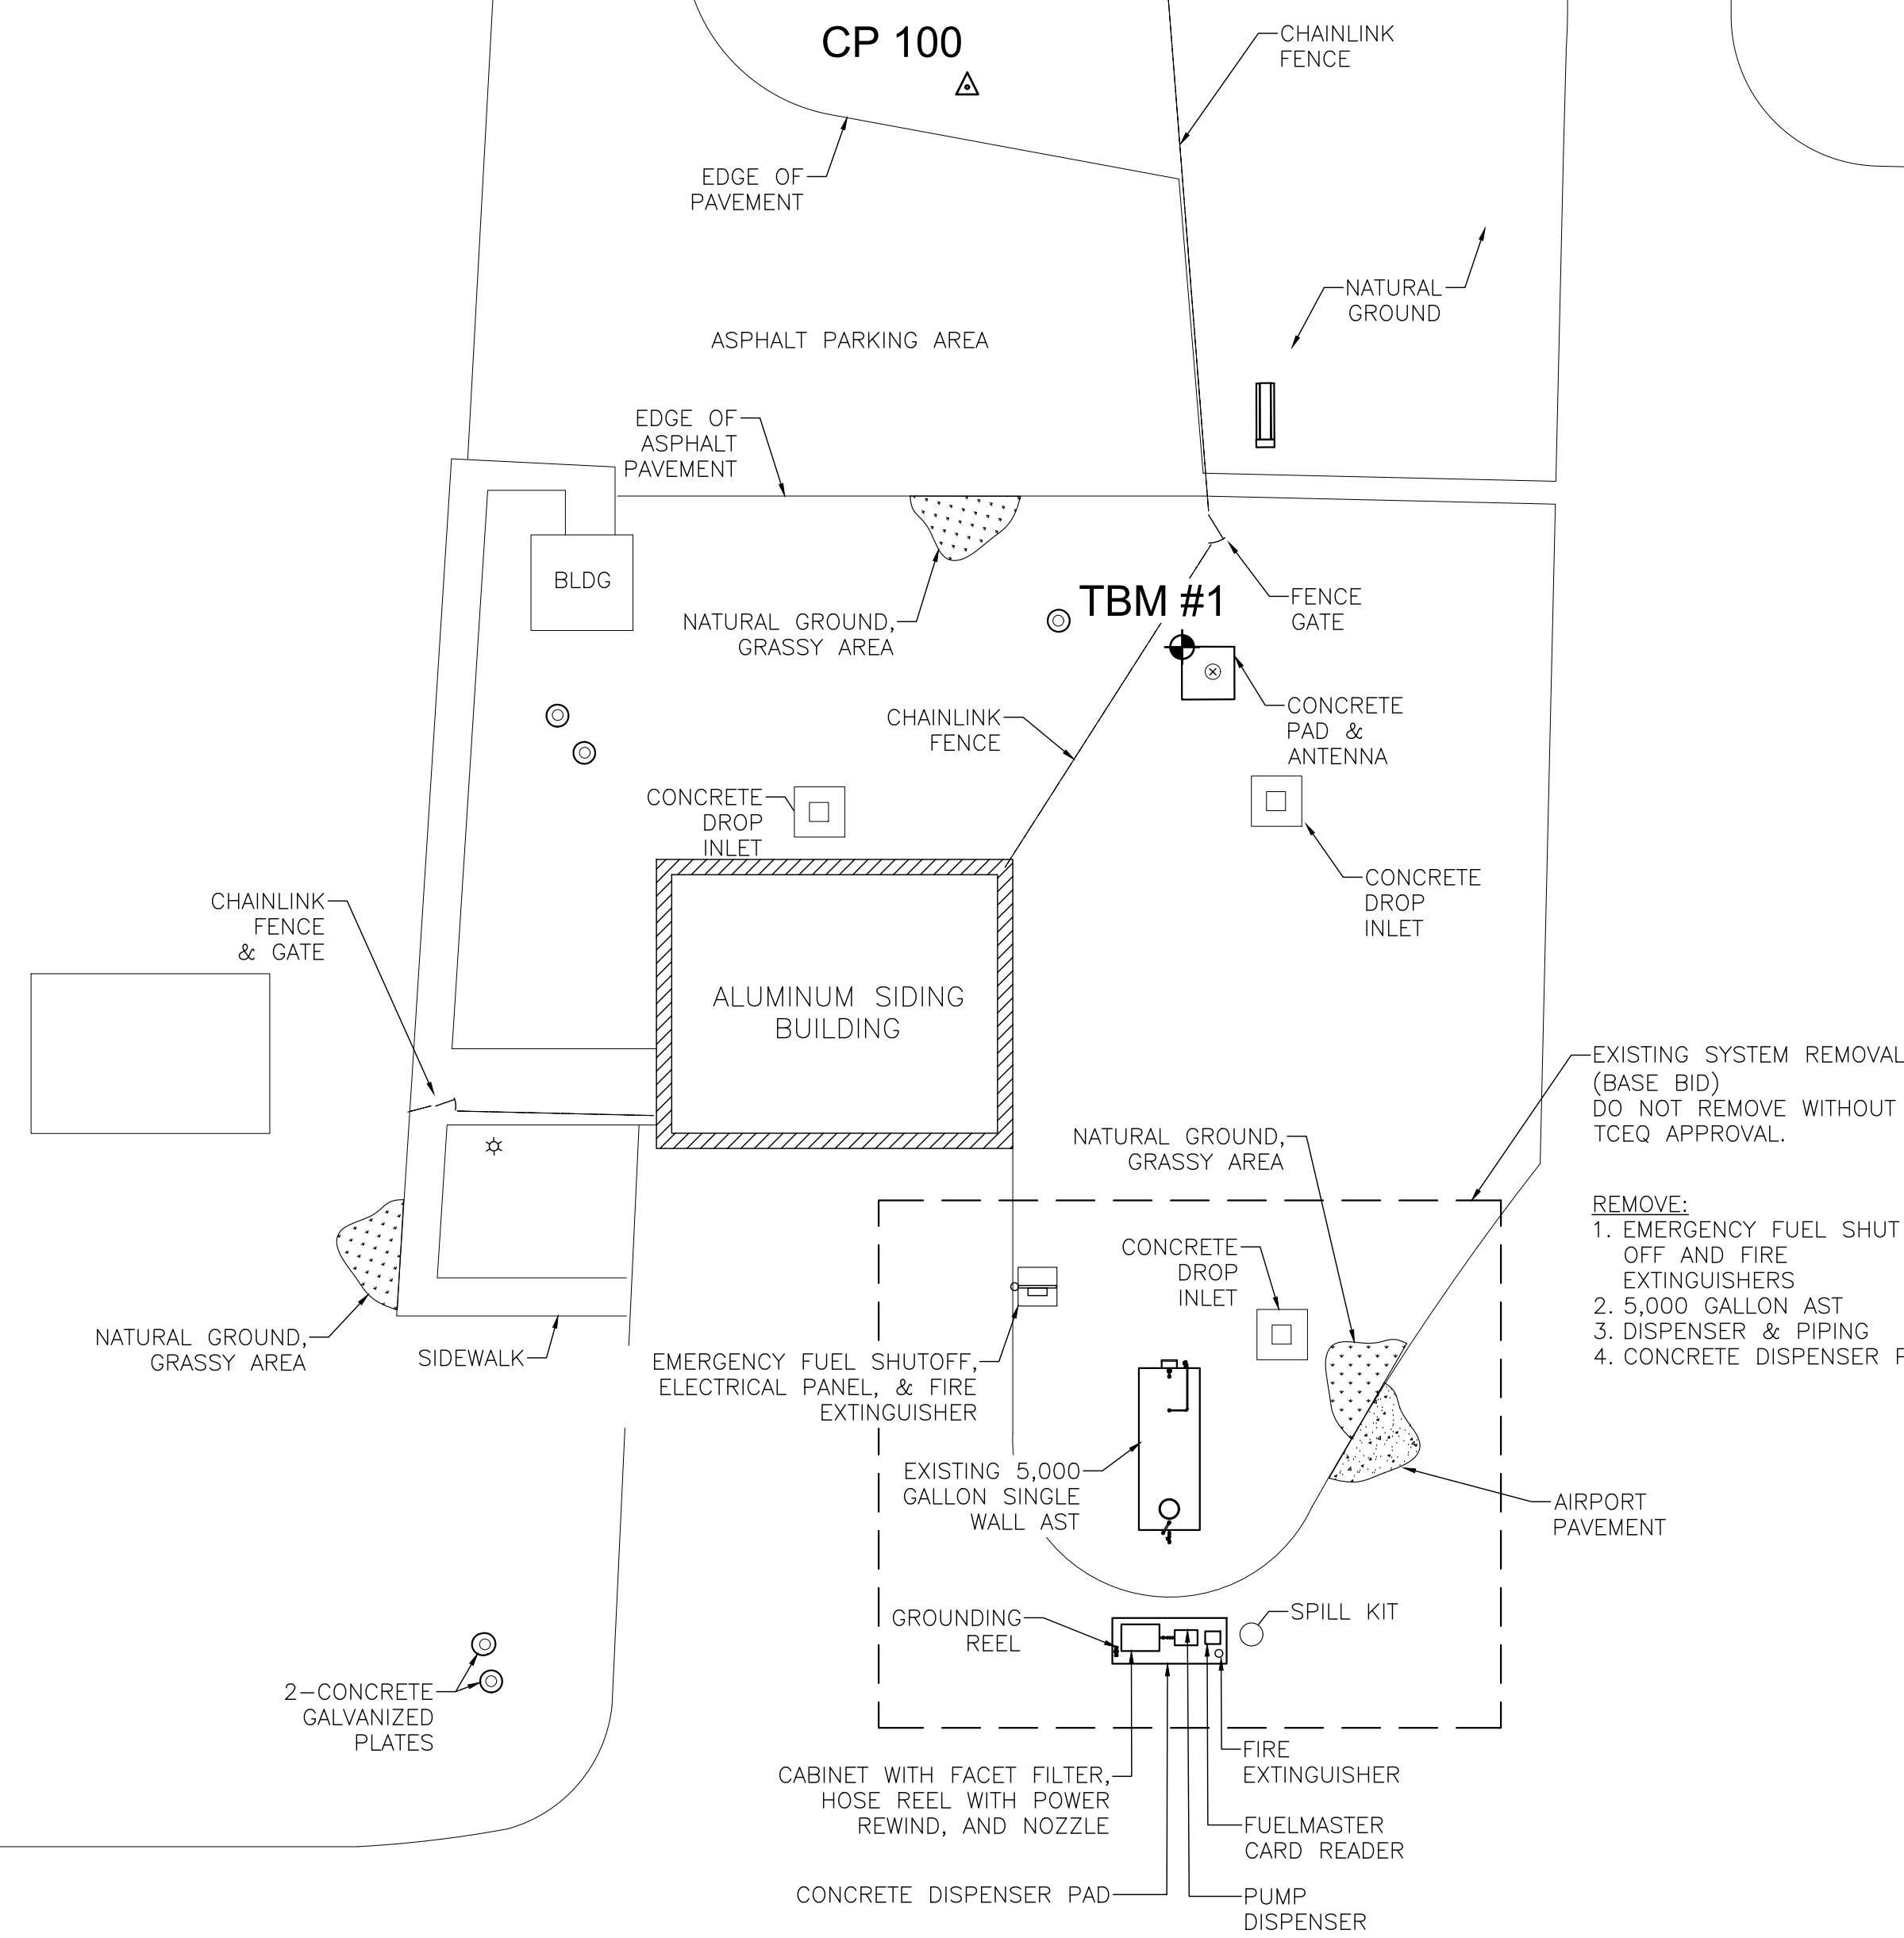 CP 100
CHAINLINK
FENCE
EDGE OF
PAVEMENT
NATURAL
GROUND
ASPHALT PARKING AREA
EDGE OF
ASPHALT
PAVEMENT
BLDG
NATURAL GROUND,
GRASSY AREA
TBM #1
FENCE
GATE
CHAINLINK
FENCE
CONCRETE
PAD &
ANTENNA
CONCRETE
DROP
INLET
CONCRETE
DROP
INLET
CHAINLINK
FENCE
& GATE
ALUMINUM SIDING
BUILDING
EXISTING SYSTEM REMOVAL
(BASE BID)
DO NOT REMOVE WITHOUT
TCEQ APPROVAL.
NATURAL GROUND,
GRASSY AREA
REMOVE:
1. EMERGENCY FUEL SHUT
OFF AND FIRE
EXTINGUISHERS
2. 5,000 GALLON AST
3. DISPENSER & PIPING
4. CONCRETE DISPENSER
CONCRETE
DROP
INLET
NATURAL GROUND,
GRASSY AREA
SIDEWALK
EMERGENCY FUEL SHUTOFF,
ELECTRICAL PANEL, & FIRE
EXTINGUISHER
EXISTING 5,000
GALLON SINGLE
WALL AST
AIRPORT
PAVEMENT
GROUNDING
REEL
SPILL KIT
2-CONCRETE
GALVANIZED
PLATES
CABINET WITH FACET FILTER,
HOSE REEL WITH POWER
REWIND, AND NOZZLE
FIRE
EXTINGUISHER
FUELMASTER
CARD READER
CONCRETE DISPENSER PAD
PUMP
DISPENSER